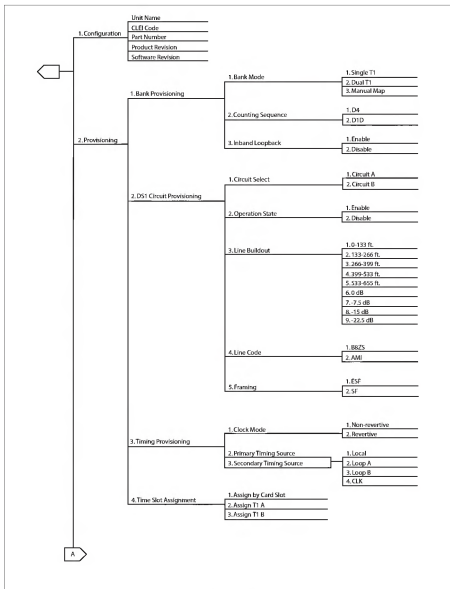 Unit Name
1.Configuration
CLEI Code
Part Number
Product Revision
Software Revision
2.Provisioning
1.Bank Provisioning
1.Bank Mode
1.Single T1
2.Dual T1
3.Manual Map
2.Counting Sequence
1.D4
2.D1D
3.Inband Loopback
1.Enable
2.Disable
2.DS1 Circuit Provisioning
1.Circuit Select
1.Circuit A
2.Circuit B
2.Operation State
1.Enable
2.Disable
3.Line Buildout
1.0-133 ft.
2.133-266 ft.
3.266-399 ft.
4.399-533 ft.
5.533-655 ft.
6.0 dB
7.-7.5 dB
8.-15 dB
9.-22.5 dB
4.Line Code
1.B8ZS
2.AMI
5.Framing
1.ESF
2.SF
3.Timing Provisioning
1.Clock Mode
1.Non-revertive
2.Revertive
2.Primary Timing Source
3.Secondary Timing Source
1.Local
2.Loop A
3.Loop B
4.CLK
4.Time Slot Assignment
1.Assign by Card Slot
2.Assign T1 A
3.Assign T1 B
A